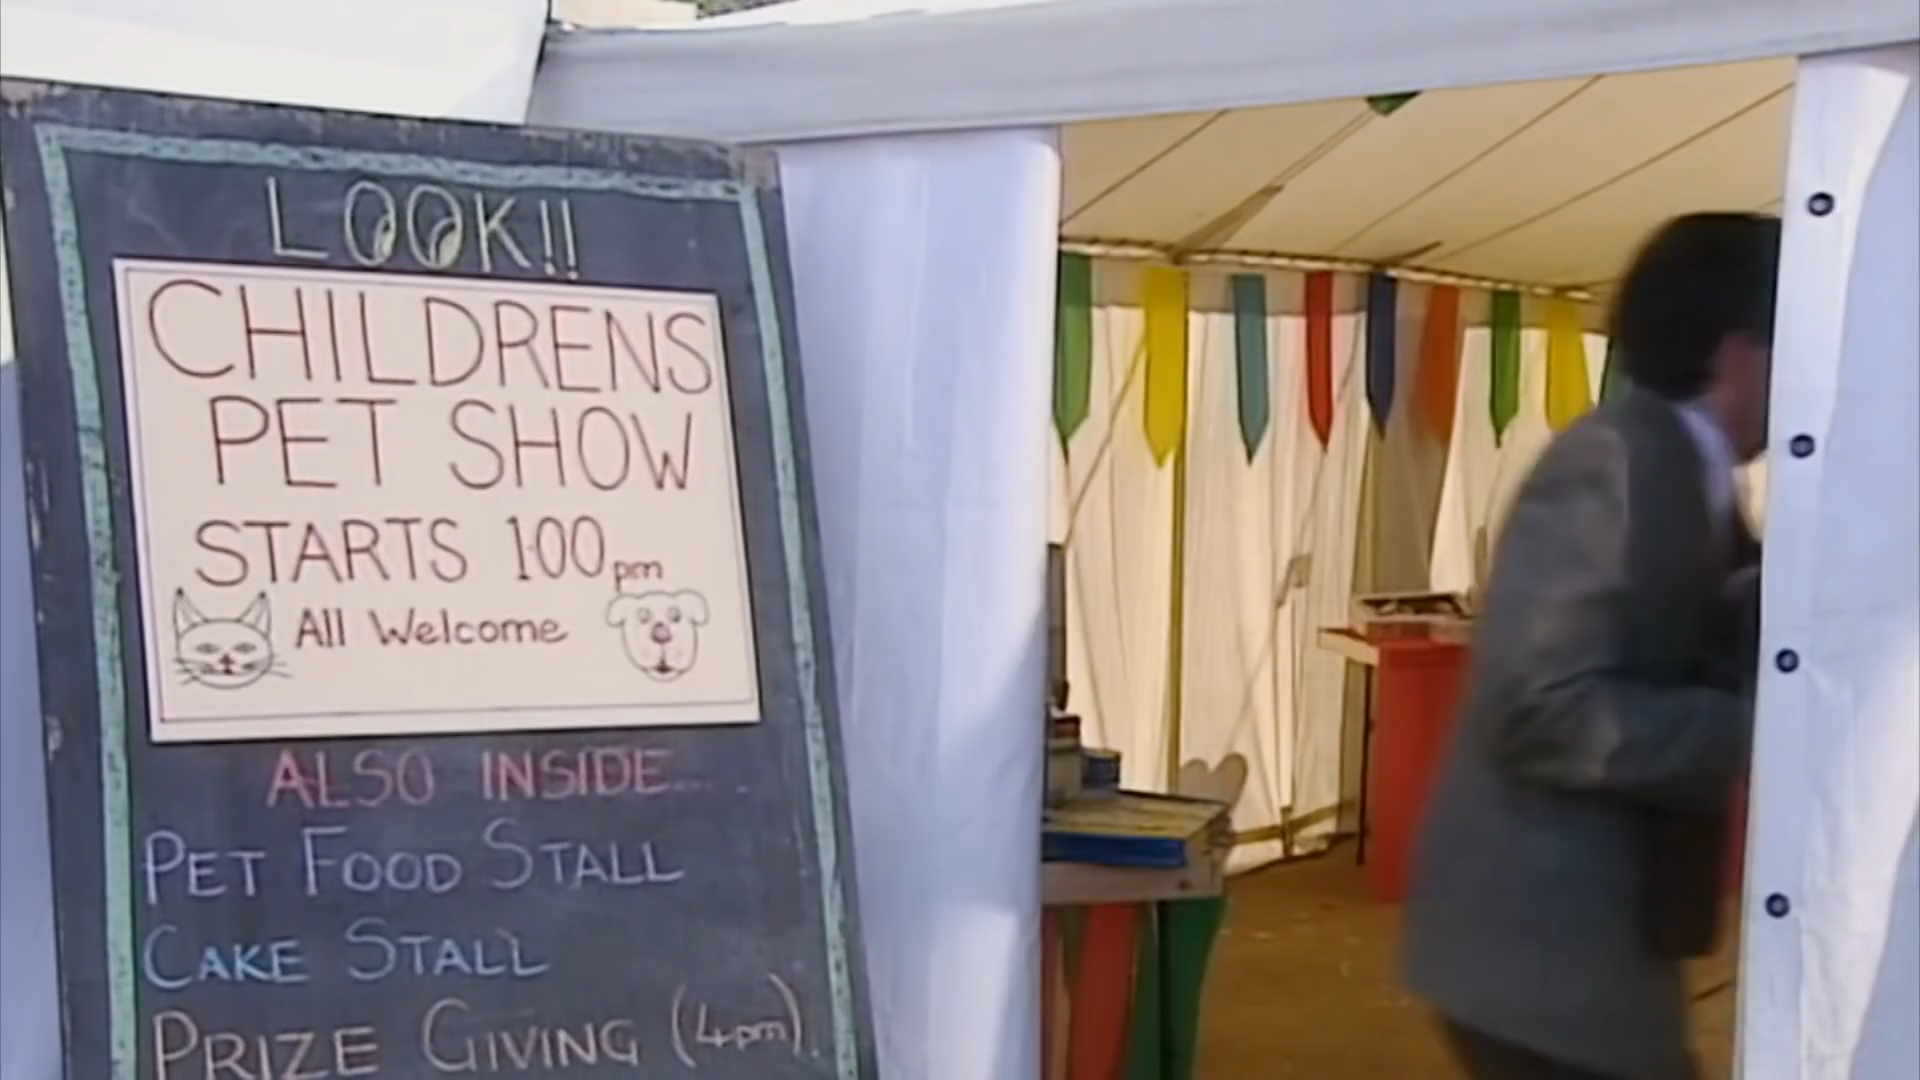 LOOK!!
CHILDRENS
PET SHOW
STARTS 1.00pm
All Welcome
ALSO INSIDE....
PET FOOD STALL
CAKE STALL
PRIZE GIVING (4pm).